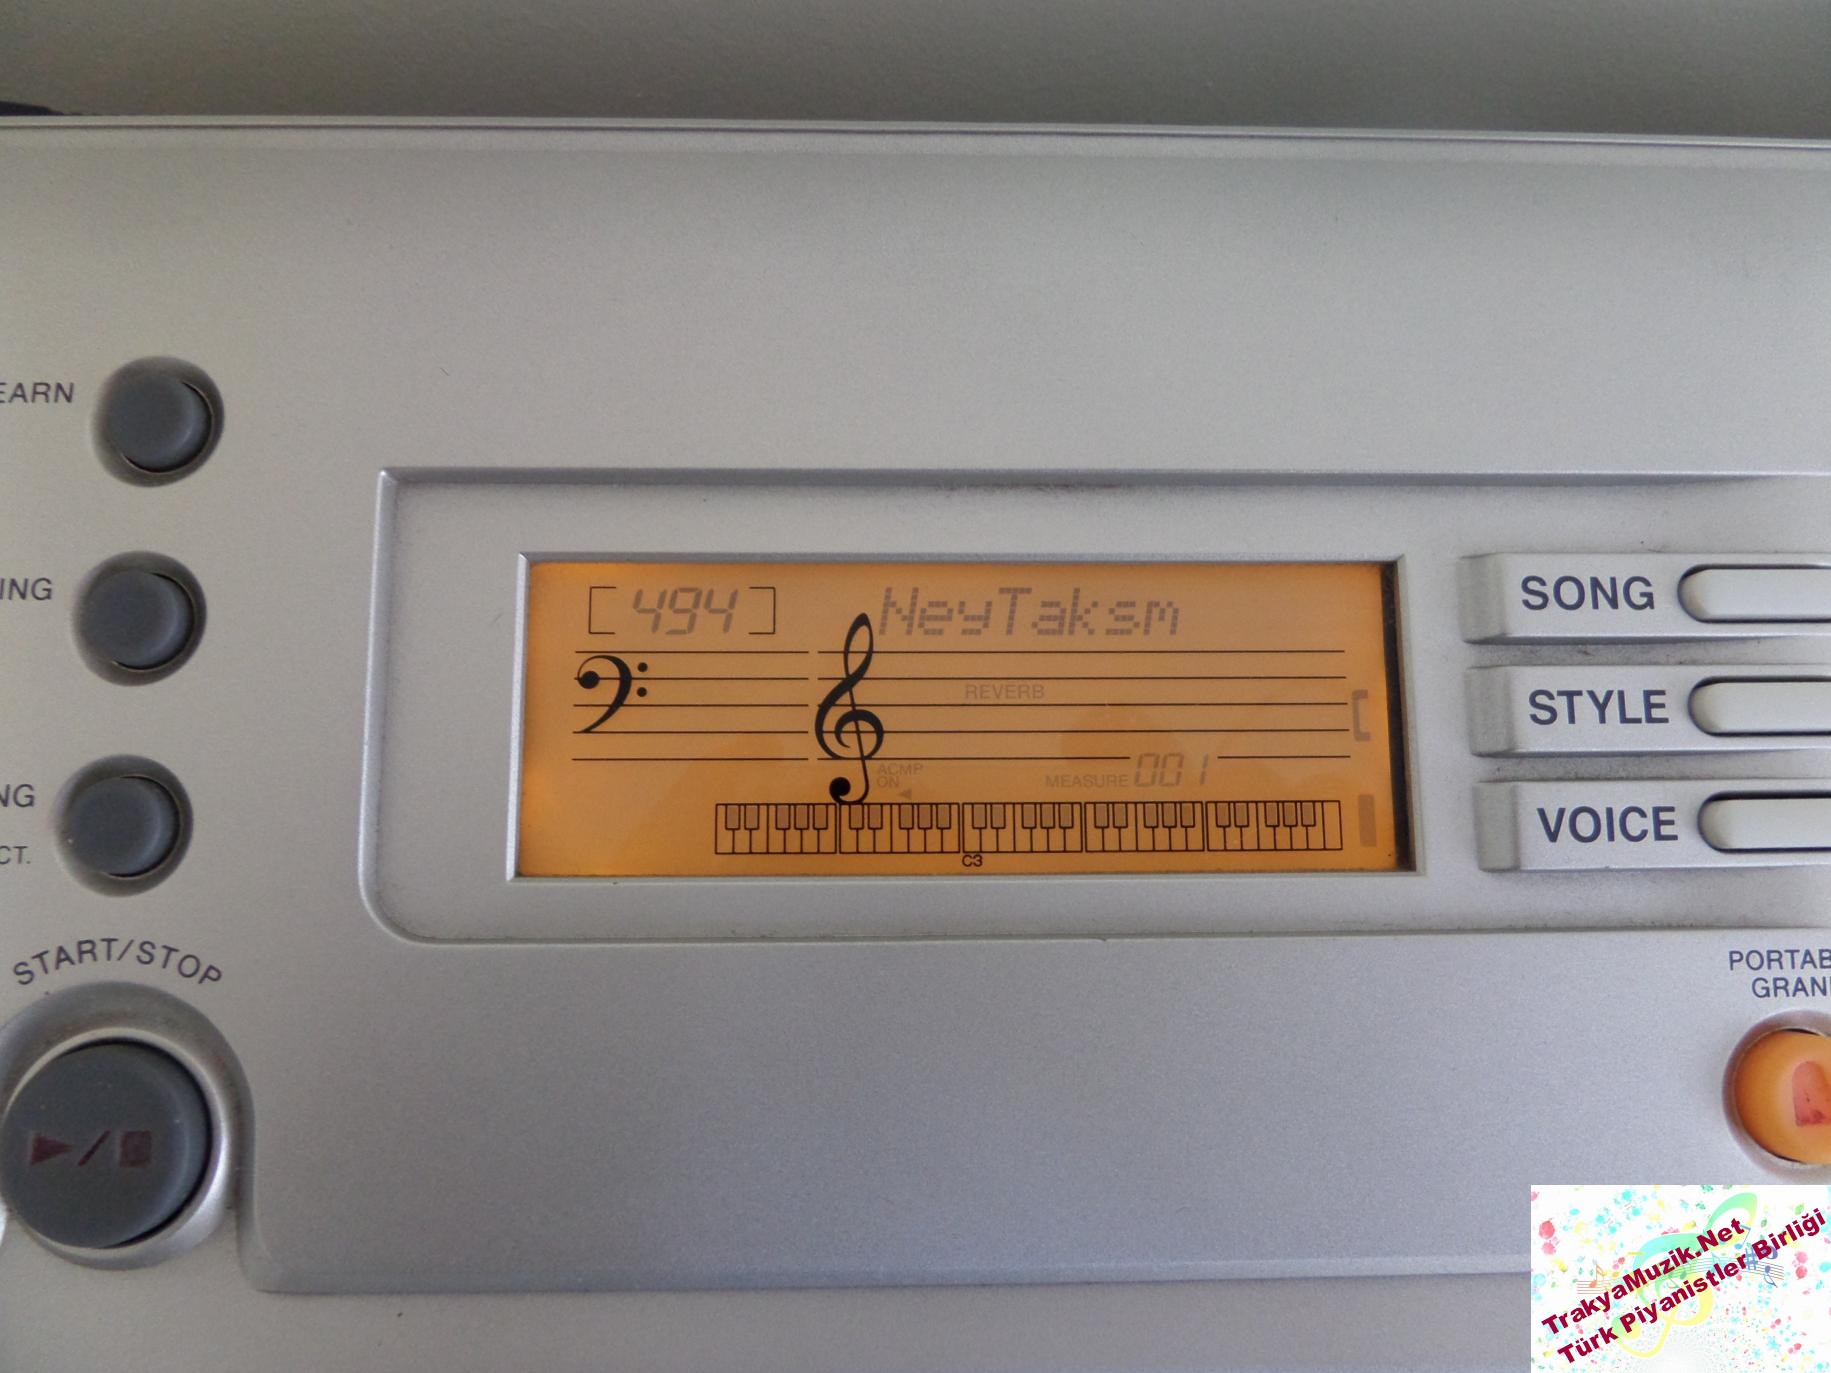 EARN
ING
NG
CT.
START/STOP
[494] NeyTaksm
REVERB
ACMP
ON
MEASURE 001
C3
SONG
STYLE
VOICE
PORTAB
GRAN
TrakyaMuzik.Net
Türk Piyanistler Birliği